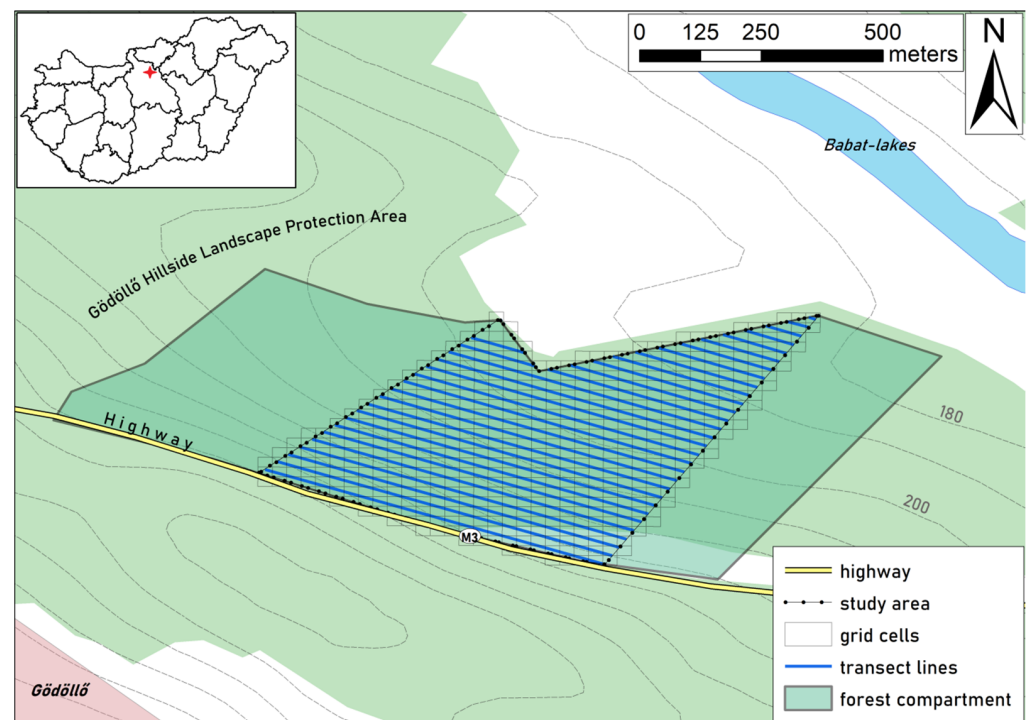 0 125 250 500
meters
N
Babat-lakes
Gödöllő Hillside Landscape Protection Area
Highway
180
200
M3
highway
study area
grid cells
transect lines
forest compartment
Gödöllő